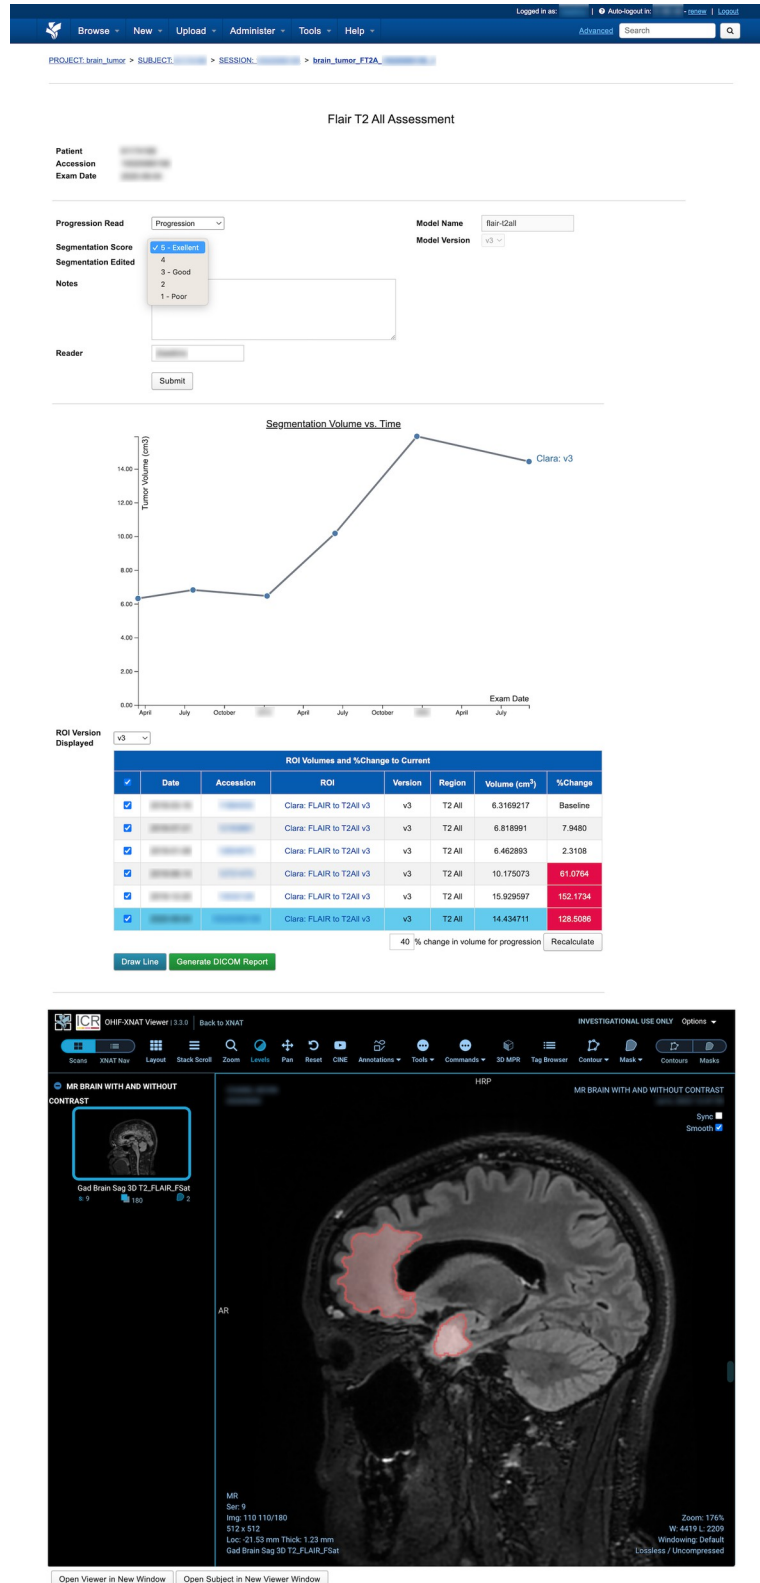 Logged in as: | Auto-logout in: - renew | Logout
Browse New Upload Administer Tools Help Advanced Search
PROJECT: brain_tumor > SUBJECT: > SESSION: > brain_tumor_FT2A_
Flair T2 All Assessment
Patient
Accession
Exam Date
Progression Read Progression Model Name flair-t2all
Segmentation Score ✓ 5 - Exellent Model Version v3
Segmentation Edited 4
3 - Good
Notes 2
1 - Poor
Reader
Submit
Segmentation Volume vs. Time
Tumor Volume (cm3)
Clara: v3
14.00
12.00
10.00
8.00
6.00
4.00
2.00
Exam Date
0.00
April July October April July October April July
ROI Version Displayed v3
ROI Volumes and %Change to Current
Date Accession ROI Version Region Volume (cm3) %Change
Clara: FLAIR to T2All v3 v3 T2 All 6.3169217 Baseline
Clara: FLAIR to T2All v3 v3 T2 All 6.818991 7.9480
Clara: FLAIR to T2All v3 v3 T2 All 6.462893 2.3108
Clara: FLAIR to T2All v3 v3 T2 All 10.175073 61.0764
Clara: FLAIR to T2All v3 v3 T2 All 15.929597 152.1734
Clara: FLAIR to T2All v3 v3 T2 All 14.434711 128.5086
40 % change in volume for progression Recalculate
Draw Line Generate DICOM Report
ICR OHIF-XNAT Viewer | 3.3.0 | Back to XNAT INVESTIGATIONAL USE ONLY Options
Scans XNAT Nav Layout Stack Scroll Zoom Levels Pan Reset CINE Annotations Tools Commands 3D MPR Tag Browser Contour Mask Contours Masks
MR BRAIN WITH AND WITHOUT CONTRAST
HRP
MR BRAIN WITH AND WITHOUT CONTRAST
Sync
Smooth
Gad Brain Sag 3D T2_FLAIR_FSat
s: 9 180 2
AR
MR
Ser: 9
Img: 110 110/180
512 x 512
Loc: -21.53 mm Thick: 1.23 mm
Gad Brain Sag 3D T2_FLAIR_FSat
Zoom: 176%
W: 4419 L: 2209
Windowing: Default
Lossless / Uncompressed
Open Viewer in New Window Open Subject in New Viewer Window